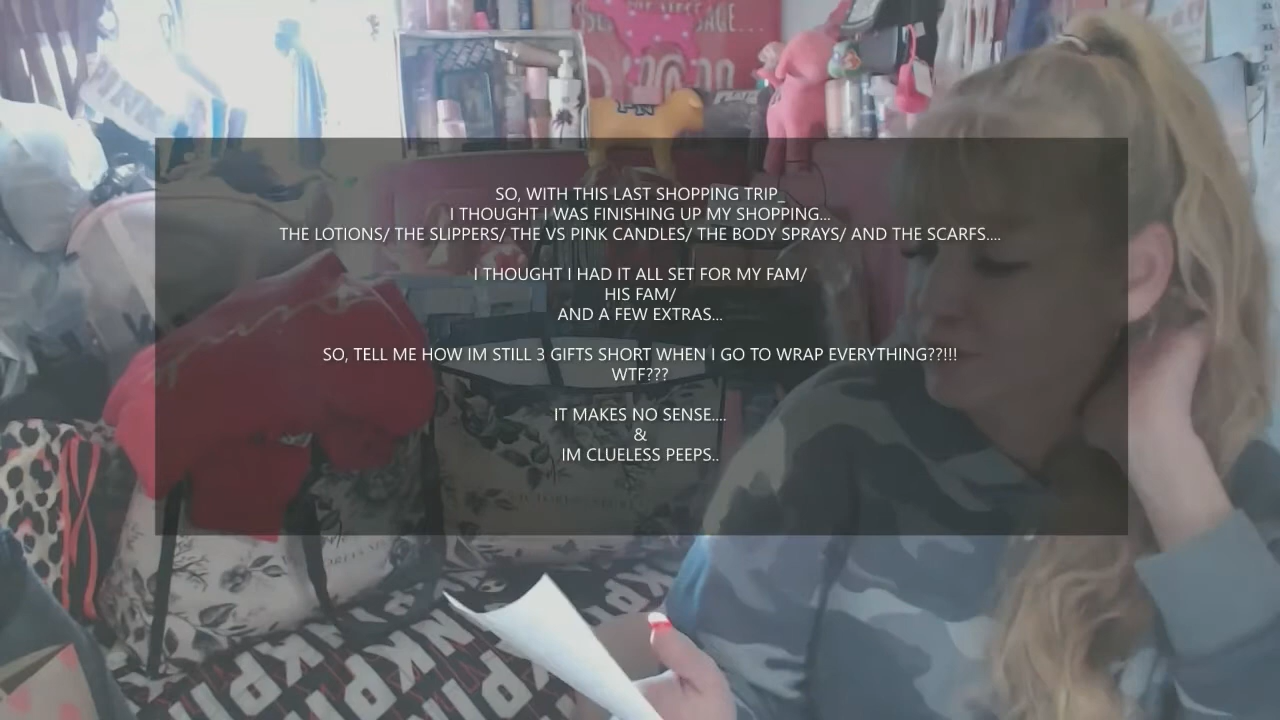 SO, WITH THIS LAST SHOPPING TRIP_
I THOUGHT I WAS FINISHING UP MY SHOPPING...
THE LOTIONS/ THE SLIPPERS/ THE VS PINK CANDLES/ THE BODY SPRAYS/ AND THE SCARFS....
I THOUGHT I HAD IT ALL SET FOR MY FAM/
HIS FAM/
AND A FEW EXTRAS...
SO, TELL ME HOW IM STILL 3 GIFTS SHORT WHEN I GO TO WRAP EVERYTHING??!!!
WTF???
IT MAKES NO SENSE....
&
IM CLUELESS PEEPS..
PINK
PINK